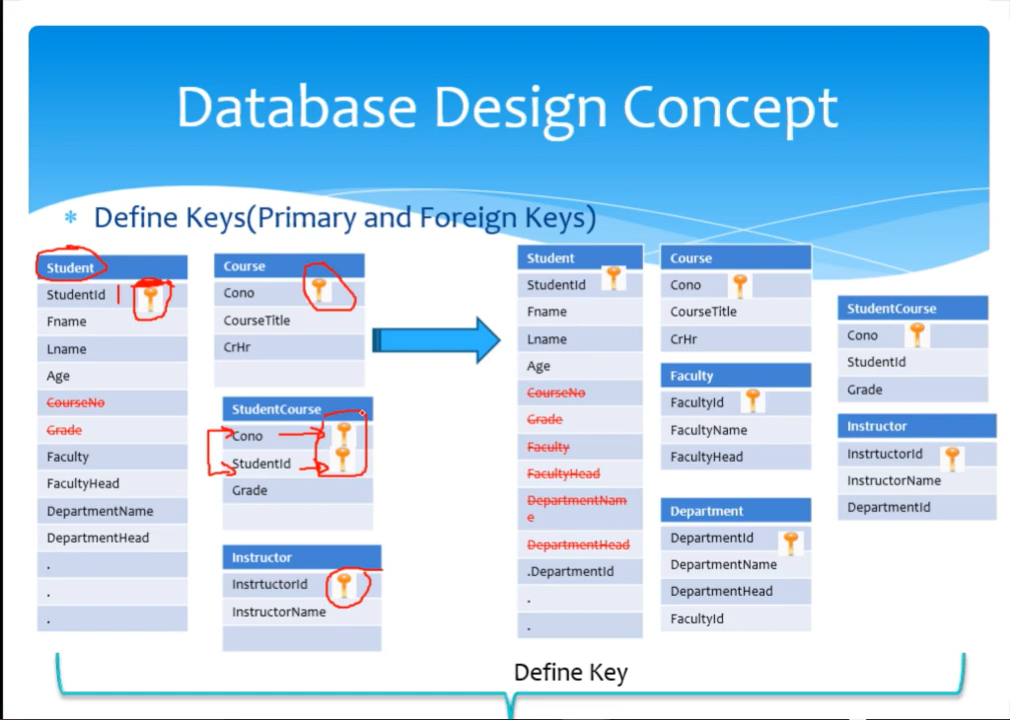 Database Design Concept
* Define Keys(Primary and Foreign Keys)
Student
StudentId
Fname
Lname
Age
CourseNo
Grade
Faculty
FacultyHead
DepartmentName
DepartmentHead
.
.
.
Course
Cono
CourseTitle
CrHr
StudentCourse
Cono
StudentId
Grade
Instructor
InstrtuctorId
InstructorName
Student
StudentId
Fname
Lname
Age
CourseNo
Grade
Faculty
FacultyHead
DepartmentNam
e
DepartmentHead
.DepartmentId
.
.
Course
Cono
CourseTitle
CrHr
Faculty
FacultyId
FacultyName
FacultyHead
Department
DepartmentId
DepartmentName
DepartmentHead
FacultyId
StudentCourse
Cono
StudentId
Grade
Instructor
InstrtuctorId
InstructorName
DepartmentId
Define Key